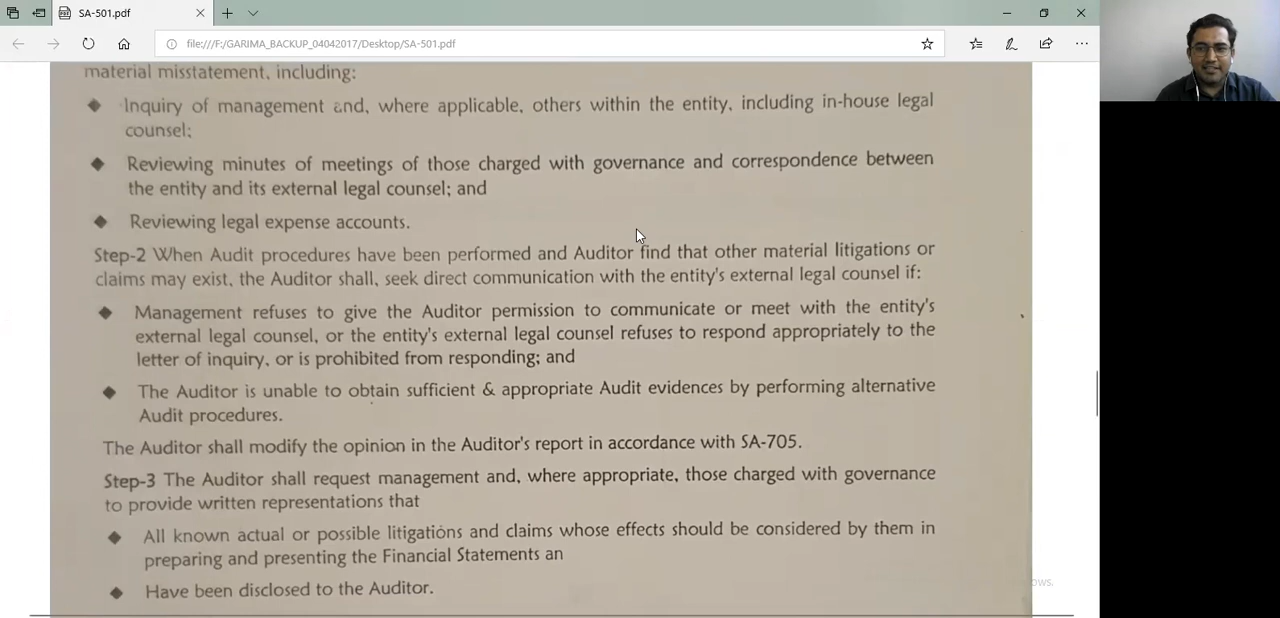 SA-501.pdf
file:///F:/GARIMA_BACKUP_04042017/Desktop/SA-501.pdf
material misstatement, including:
Inquiry of management and, where applicable, others within the entity, including in-house legal
counsel;
Reviewing minutes of meetings of those charged with governance and correspondence between
the entity and its external legal counsel; and
Reviewing legal expense accounts.
Step-2 When Audit procedures have been performed and Auditor find that other material litigations or
claims may exist, the Auditor shall, seek direct communication with the entity's external legal counsel if:
Management refuses to give the Auditor permission to communicate or meet with the entity's
external legal counsel, or the entity's external legal counsel refuses to respond appropriately to the
letter of inquiry, or is prohibited from responding; and
The Auditor is unable to obtain sufficient & appropriate Audit evidences by performing alternative
Audit procedures.
The Auditor shall modify the opinion in the Auditor's report in accordance with SA-705.
Step-3 The Auditor shall request management and, where appropriate, those charged with governance
to provide written representations that
All known actual or possible litigations and claims whose effects should be considered by them in
preparing and presenting the Financial Statements an
Have been disclosed to the Auditor.